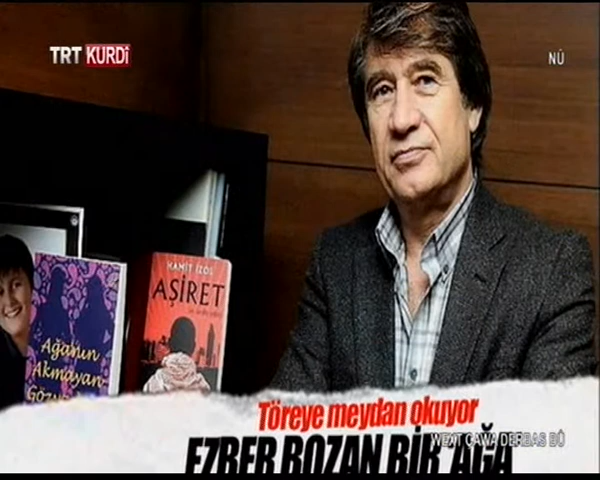 TRT KURDÎ
NÛ
HAMİT İZOL
AŞİRET
Ağanın
Akmayan
Töreye meydan okuyor
EZBER BOZAN BİR 'AĞA
WEXT ÇAWA DERBAS BÛ